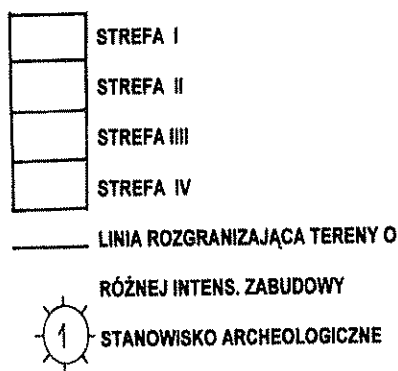 STREFA I
STREFA II
STREFA IIII
STREFA IV
LINIA ROZGRANIZAJĄCA TERENY O
RÓŻNEJ INTENS. ZABUDOWY
1 STANOWISKO ARCHEOLOGICZNE